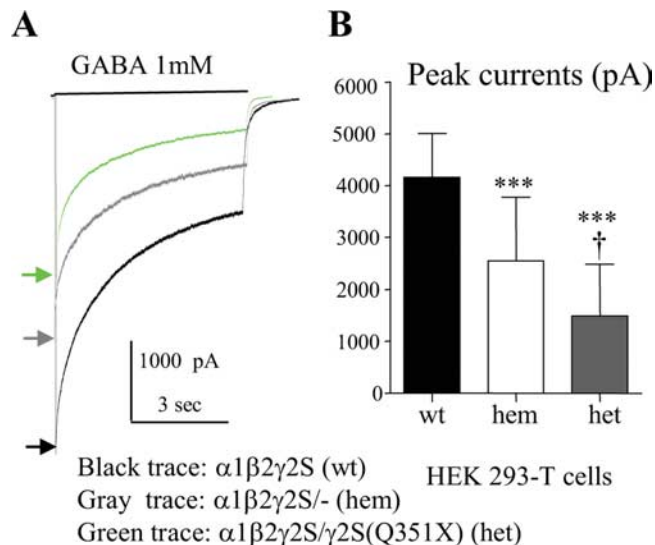 A
GABA 1mM
1000 pA
3 sec
B
Peak currents (pA)
6000
5000
4000
3000
2000
1000
0
***
***
†
wt
hem
het
HEK 293-T cells
Black trace: α1β2γ2S (wt)
Gray trace: α1β2γ2S/- (hem)
Green trace: α1β2γ2S/γ2S(Q351X) (het)